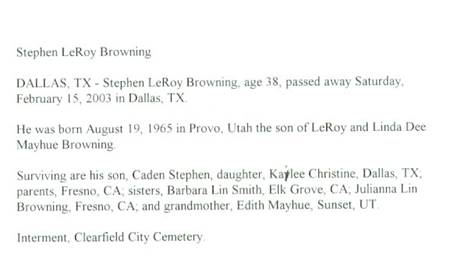 Stephen LeRoy Browning
DALLAS, TX - Stephen LeRoy Browning, age 38, passed away Saturday,
February 15, 2003 in Dallas, TX.
He was born August 19, 1965 in Provo, Utah the son of LeRoy and Linda Dee
Mayhue Browning.
Surviving are his son, Caden Stephen, daughter, Kaylee Christine, Dallas, TX;
parents, Fresno, CA; sisters, Barbara Lin Smith, Elk Grove, CA; Julianna Lin
Browning, Fresno, CA; and grandmother, Edith Mayhue, Sunset, UT.
Interment, Clearfield City Cemetery.